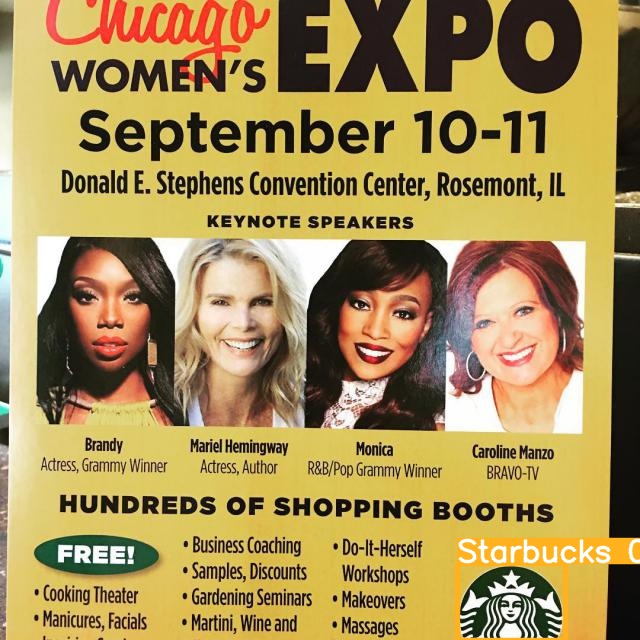 Chicago
WOMEN'S EXPO
September 10-11
Donald E. Stephens Convention Center, Rosemont, IL
KEYNOTE SPEAKERS
Brandy
Actress, Grammy Winner
Mariel Hemingway
Actress, Author
Monica
R&B/Pop Grammy Winner
Caroline Manzo
BRAVO-TV
HUNDREDS OF SHOPPING BOOTHS
FREE!
• Cooking Theater
• Manicures, Facials
• Business Coaching
• Samples, Discounts
• Gardening Seminars
• Martini, Wine and
• Do-It-Herself
Workshops
• Makeovers
• Massages
Starbucks